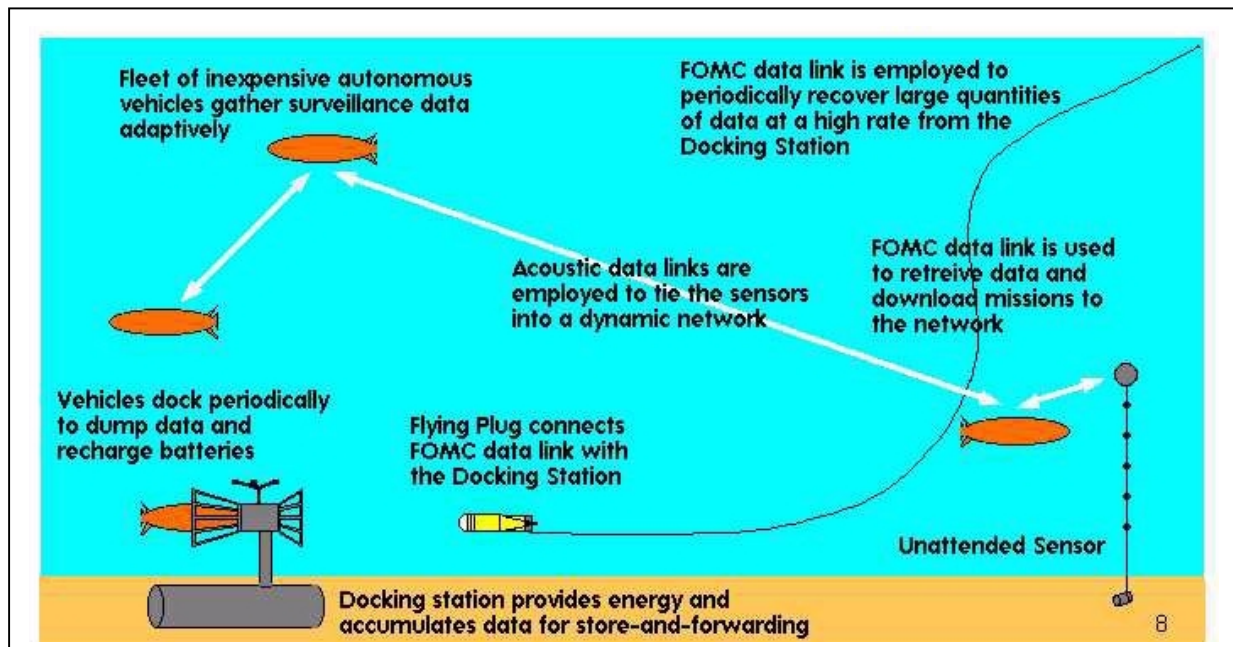 Fleet of inexpensive autonomous
vehicles gather surveillance data
adaptively
FOMC data link is employed to
periodically recover large quantities
of data at a high rate from the
Docking Station
Acoustic data links are
employed to tie the sensors
into a dynamic network
FOMC data link is used
to retreive data and
download missions to
the network
Vehicles dock periodically
to dump data and
recharge batteries
Flying Plug connects
FOMC data link with
the Docking Station
Unattended Sensor
Docking station provides energy and
accumulates data for store-and-forwarding
8